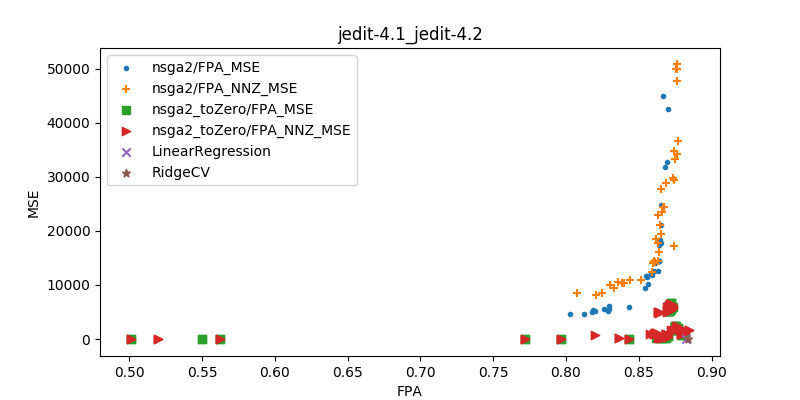 jedit-4.1_jedit-4.2
nsga2/FPA_MSE
nsga2/FPA_NNZ_MSE
nsga2_toZero/FPA_MSE
nsga2_toZero/FPA_NNZ_MSE
LinearRegression
RidgeCV
MSE
50000
40000
30000
20000
10000
0
0.50 0.55 0.60 0.65 0.70 0.75 0.80 0.85 0.90
FPA